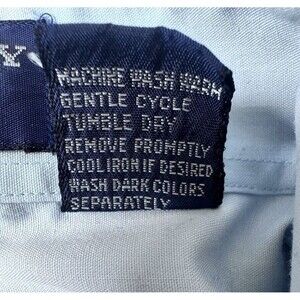 Y
MACHINE WASH WARM
GENTLE CYCLE
TUMBLE DRY
REMOVE PROMPTLY
COOL IRON IF DESIRED
WASH DARK COLORS
SEPARATELY